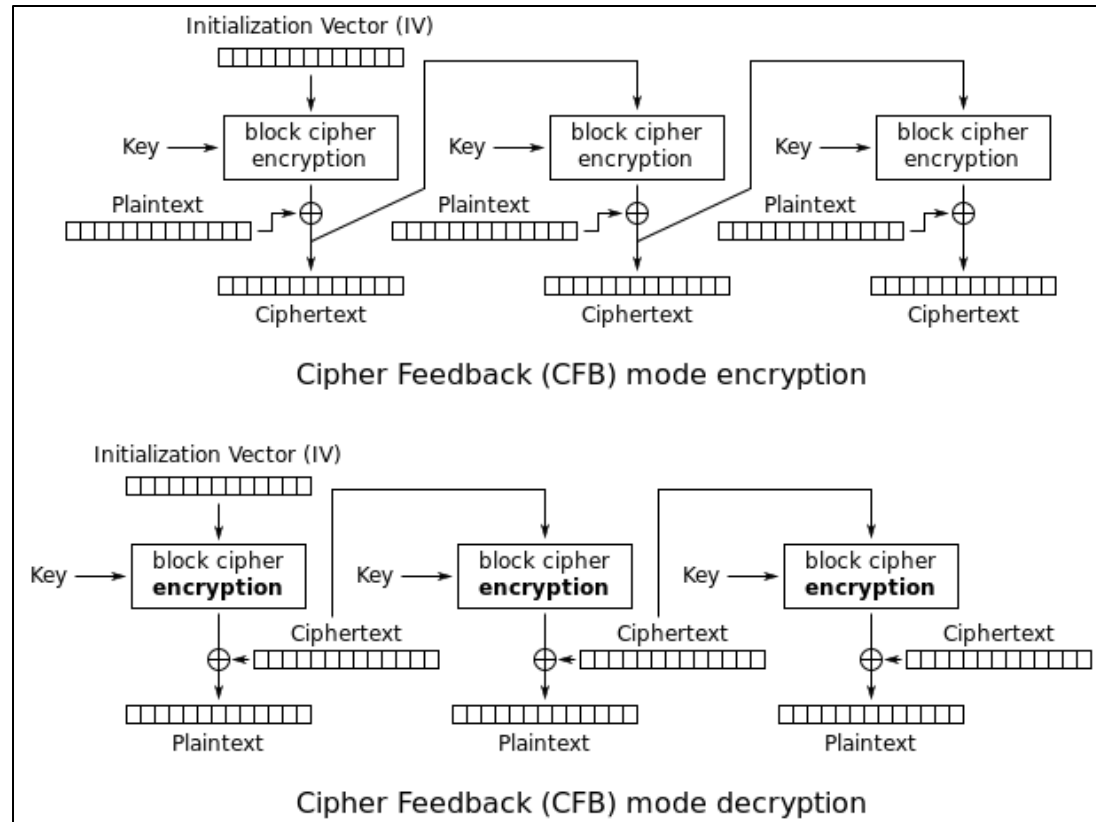 Initialization Vector (IV)
Key
block cipher
encryption
Key
block cipher
encryption
Key
block cipher
encryption
Plaintext
Plaintext
Plaintext
Ciphertext
Ciphertext
Ciphertext
Cipher Feedback (CFB) mode encryption
Initialization Vector (IV)
Key
block cipher
encryption
Key
block cipher
encryption
Key
block cipher
encryption
Ciphertext
Ciphertext
Ciphertext
Plaintext
Plaintext
Plaintext
Cipher Feedback (CFB) mode decryption